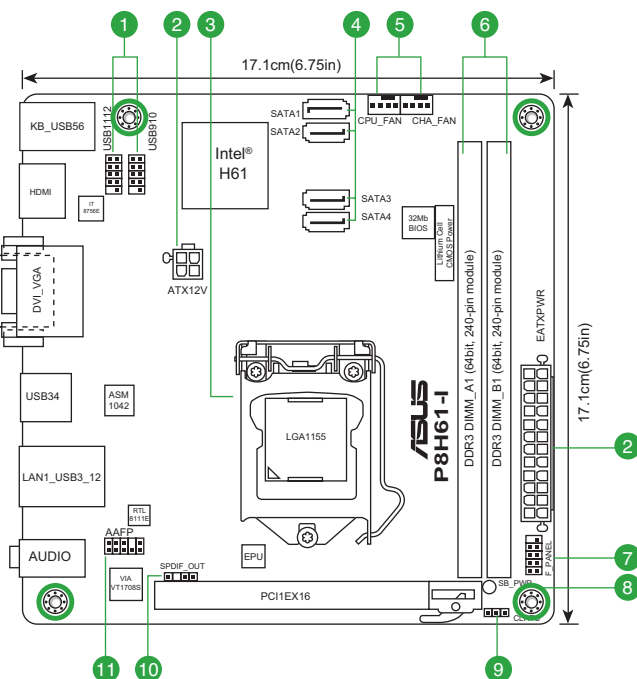 1
2
3
4
5
6
17.1cm(6.75in)
KB_USB56
USB1112
USB910
Intel®
H61
SATA1
SATA2
CPU_FAN
CHA_FAN
HDMI
IT
8756E
SATA3
SATA4
32Mb
BIOS
Lithium Cell
CMOS Power
DVI_VGA
ATX12V
DDR3 DIMM_A1 (64bit, 240-pin module)
DDR3 DIMM_B1 (64bit, 240-pin module)
EATXPWR
17.1cm(6.75in)
USB34
ASM
1042
LGA1155
ASUS
P8H61-I
2
LAN1_USB3_12
RTL
8111E
AAFP
AUDIO
VIA
VT1708S
SPDIF_OUT
EPU
F_PANEL
7
PCI1EX16
SB_PWR
8
11
10
9